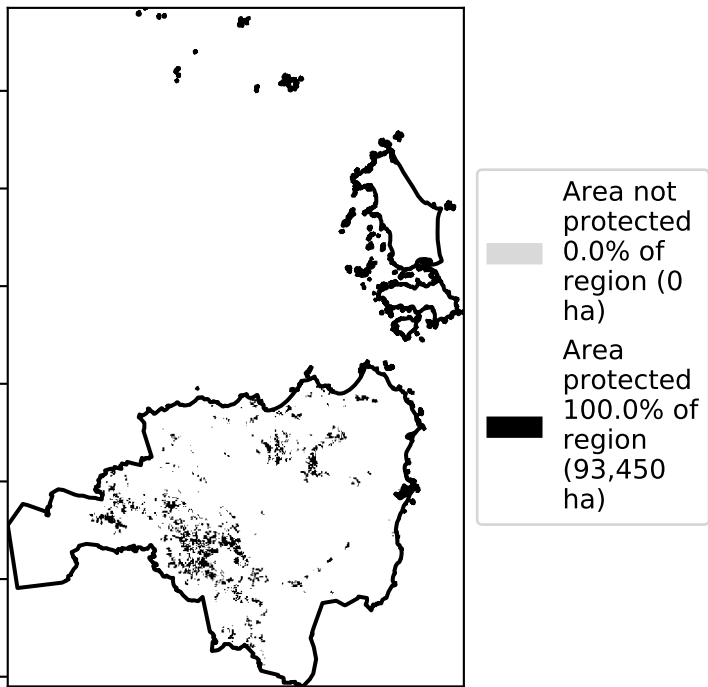 Area not
protected
0.0% of
region (0
ha)
Area
protected
100.0% of
region
(93,450
ha)